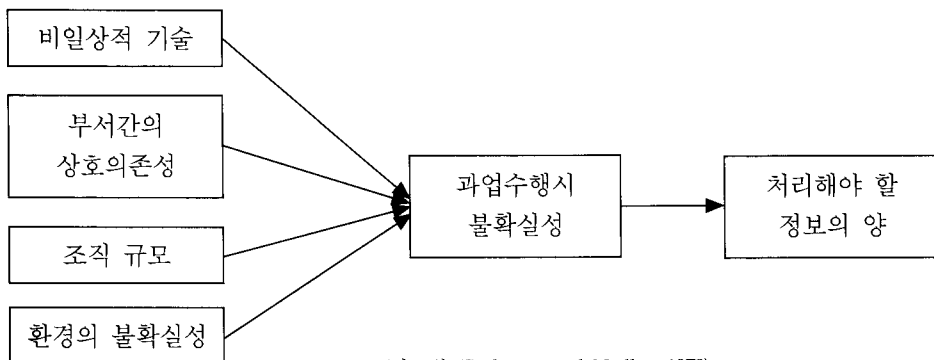 비일상적 기술
부서간의
상호의존성
조직 규모
환경의 불확실성
과업수행시
불확실성
처리해야 할
정보의 양